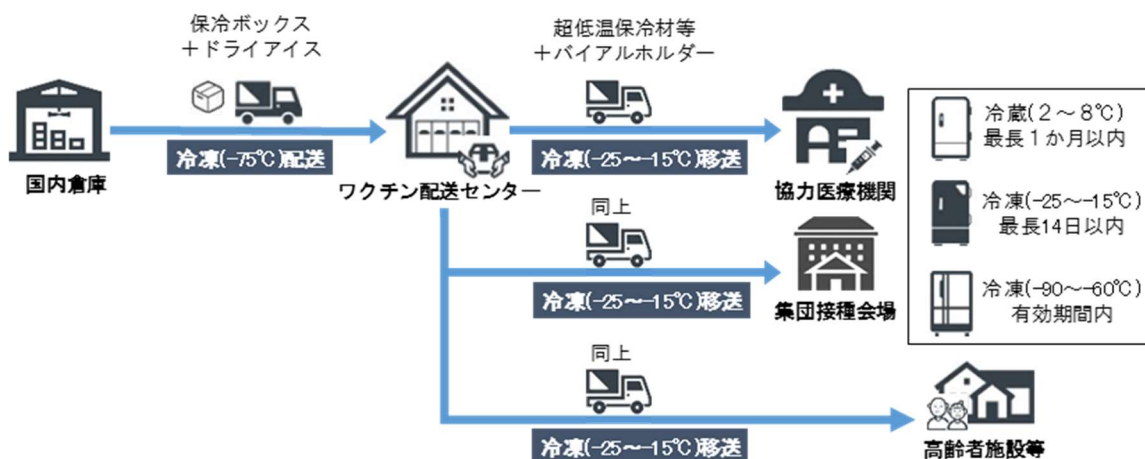 保冷ボックス
＋ドライアイス
冷凍(-75℃)配送
国内倉庫
ワクチン配送センター
超低温保冷材等
＋バイアルホルダー
冷凍(-25～-15℃)移送
協力医療機関
同上
冷凍(-25～-15℃)移送
集団接種会場
同上
冷凍(-25～-15℃)移送
高齢者施設等
冷蔵(2～8℃)
最長1か月以内
冷凍(-25～-15℃)
最長14日以内
冷凍(-90～-60℃)
有効期間内